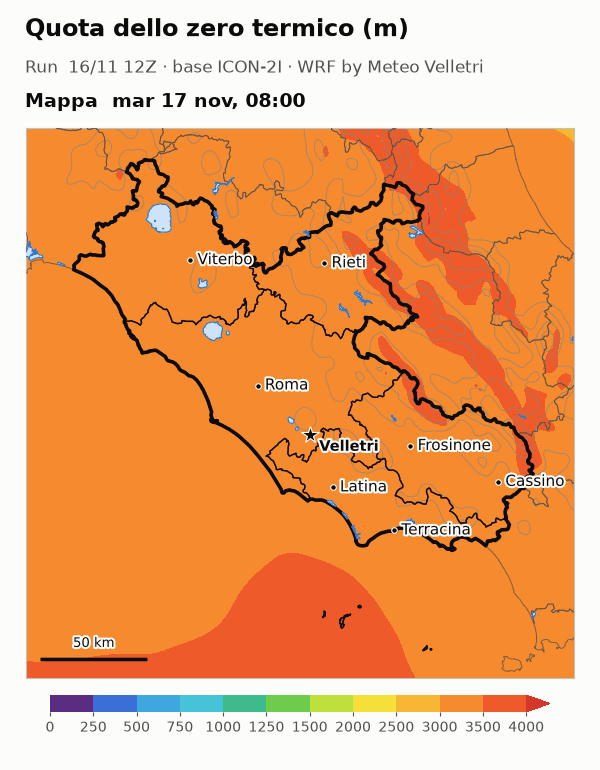 Quota dello zero termico (m)
Run  16/11 12Z · base ICON-2I · WRF by Meteo Velletri
Mappa  mar 17 nov, 08:00
Viterbo
Rieti
Roma
Velletri
Frosinone
Latina
Cassino
Terracina
50 km
0 250 500 750 1000 1250 1500 2000 2500 3000 3500 4000